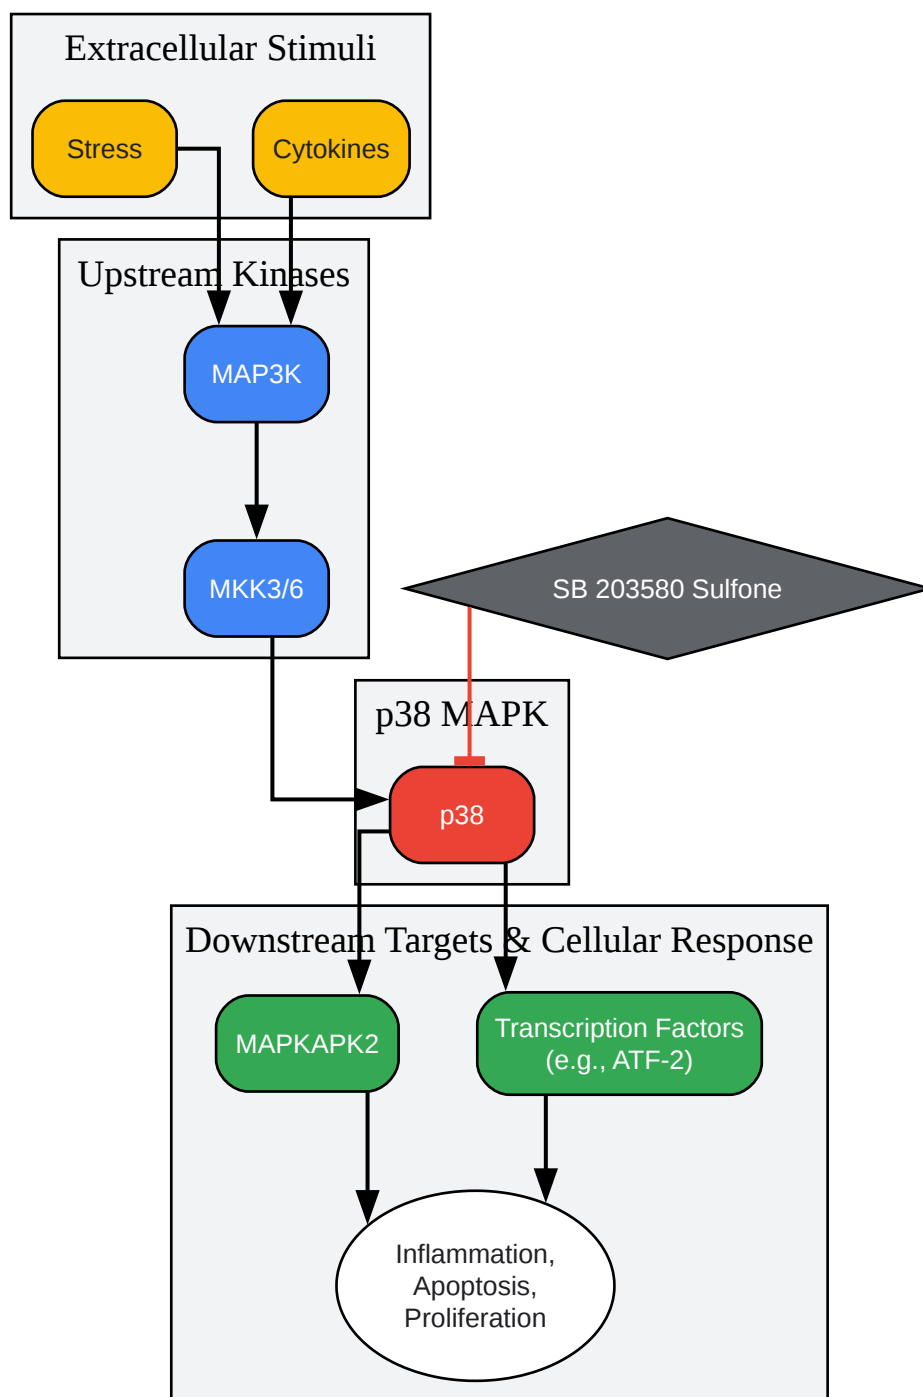 Extracellular Stimuli
Stress
Cytokines
Upstream Kinases
MAP3K
MKK3/6
SB 203580 Sulfone
p38 MAPK
p38
Downstream Targets & Cellular Response
MAPKAPK2
Transcription Factors
(e.g., ATF-2)
Inflammation,
Apoptosis,
Proliferation